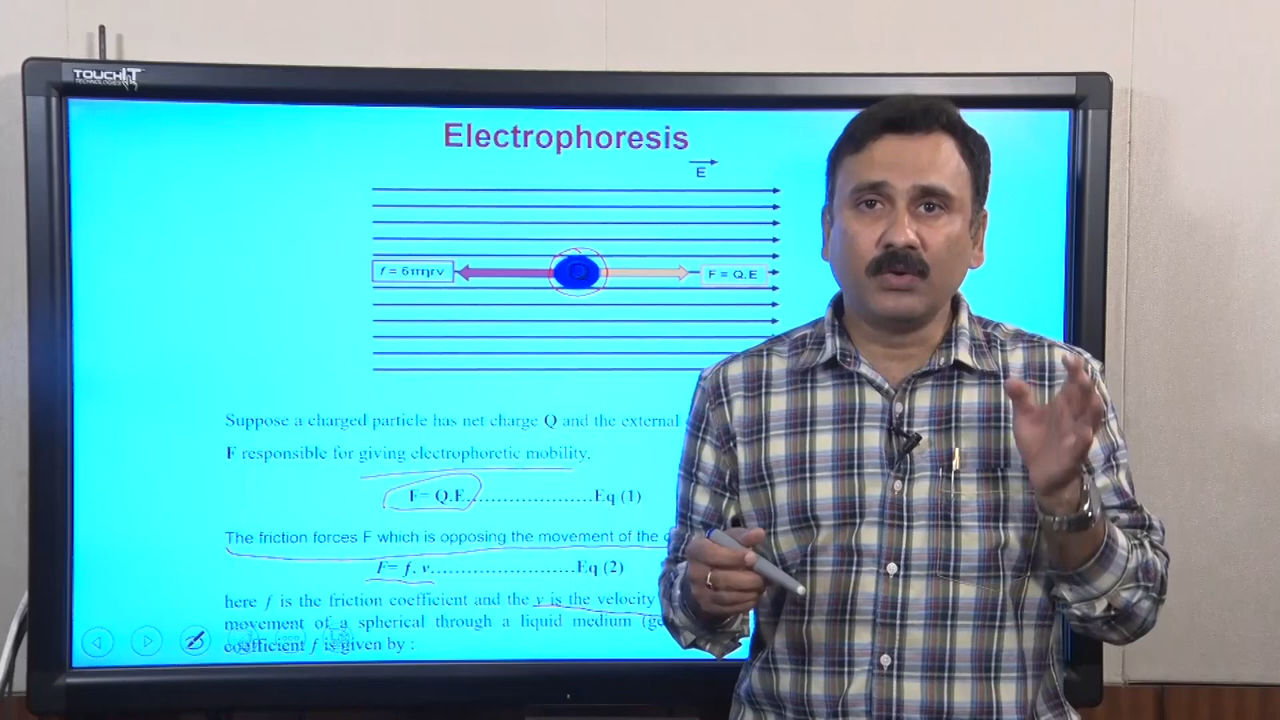 TOUCHIT
TECHNOLOGIES
Electrophoresis
E
f = 6πηrv
Q
F = Q.E
Suppose a charged particle has net charge Q and the external
F responsible for giving electrophoretic mobility.
F= Q.E.......................Eq (1)
The friction forces F which is opposing the movement of the
F= f. v..........................Eq (2)
here f is the friction coefficient and the v is the velocity
movement of a spherical through a liquid medium
coefficient f is given by :